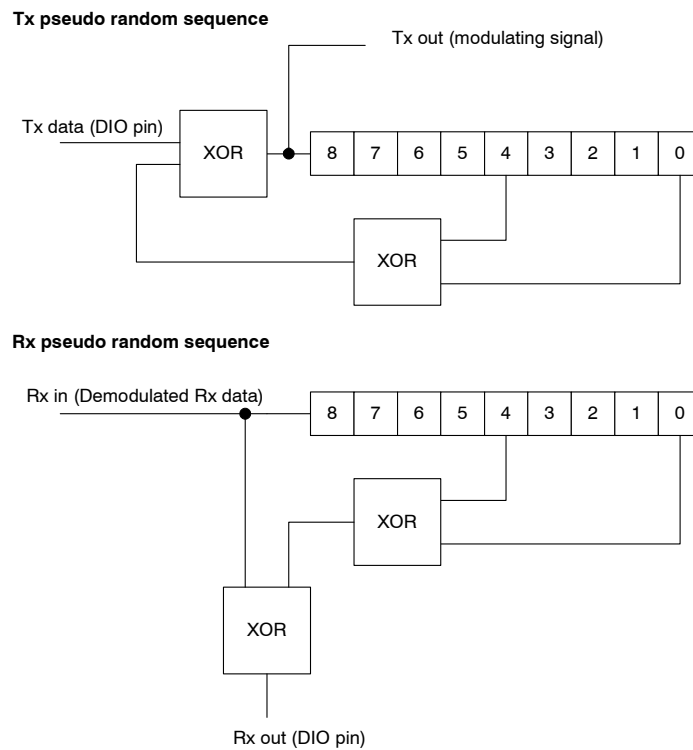 Tx pseudo random sequence
Tx out (modulating signal)
Tx data (DIO pin)
XOR
8 7 6 5 4 3 2 1 0
XOR
Rx pseudo random sequence
Rx in (Demodulated Rx data)
8 7 6 5 4 3 2 1 0
XOR
XOR
Rx out (DIO pin)